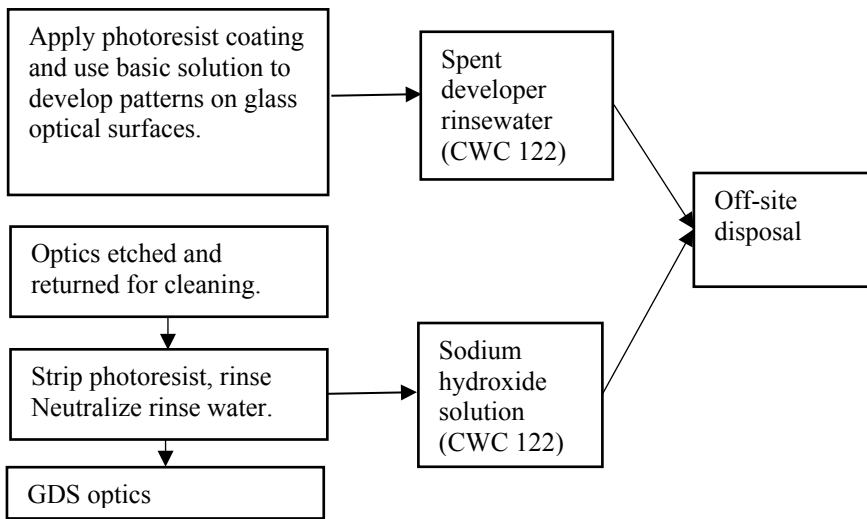 Apply photoresist coating
and use basic solution to
develop patterns on glass
optical surfaces.
Spent
developer
rinsewater
(CWC 122)
Off-site
disposal
Optics etched and
returned for cleaning.
Strip photoresist, rinse
Neutralize rinse water.
Sodium
hydroxide
solution
(CWC 122)
GDS optics